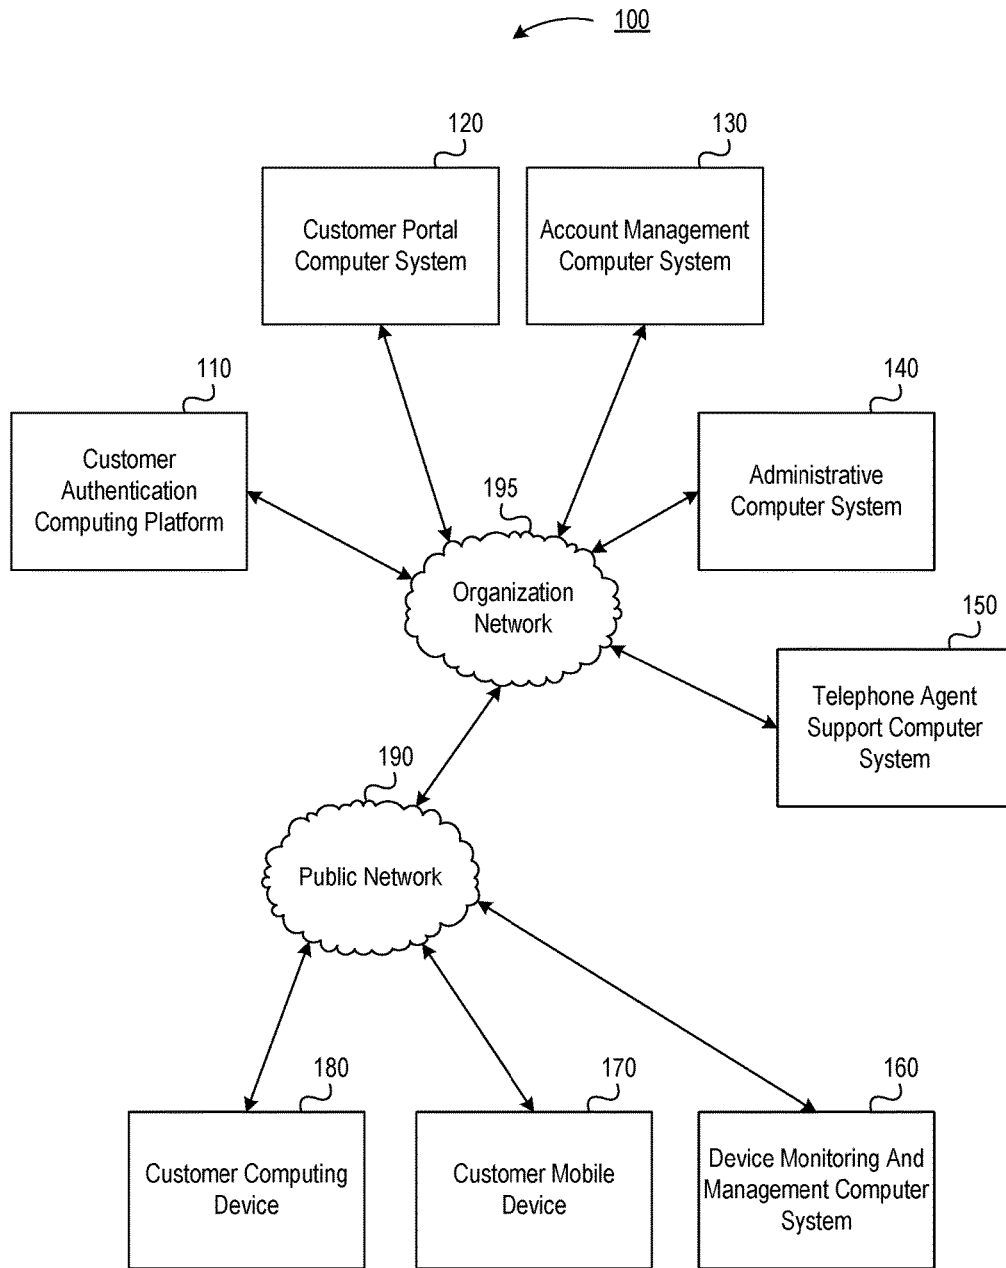 100
120
130
Customer Portal
Computer System
Account Management
Computer System
110
140
Customer
Authentication
Computing Platform
Administrative
Computer System
195
Organization
Network
150
Telephone Agent
Support Computer
System
190
Public Network
180
170
160
Customer Computing
Device
Customer Mobile
Device
Device Monitoring And
Management Computer
System